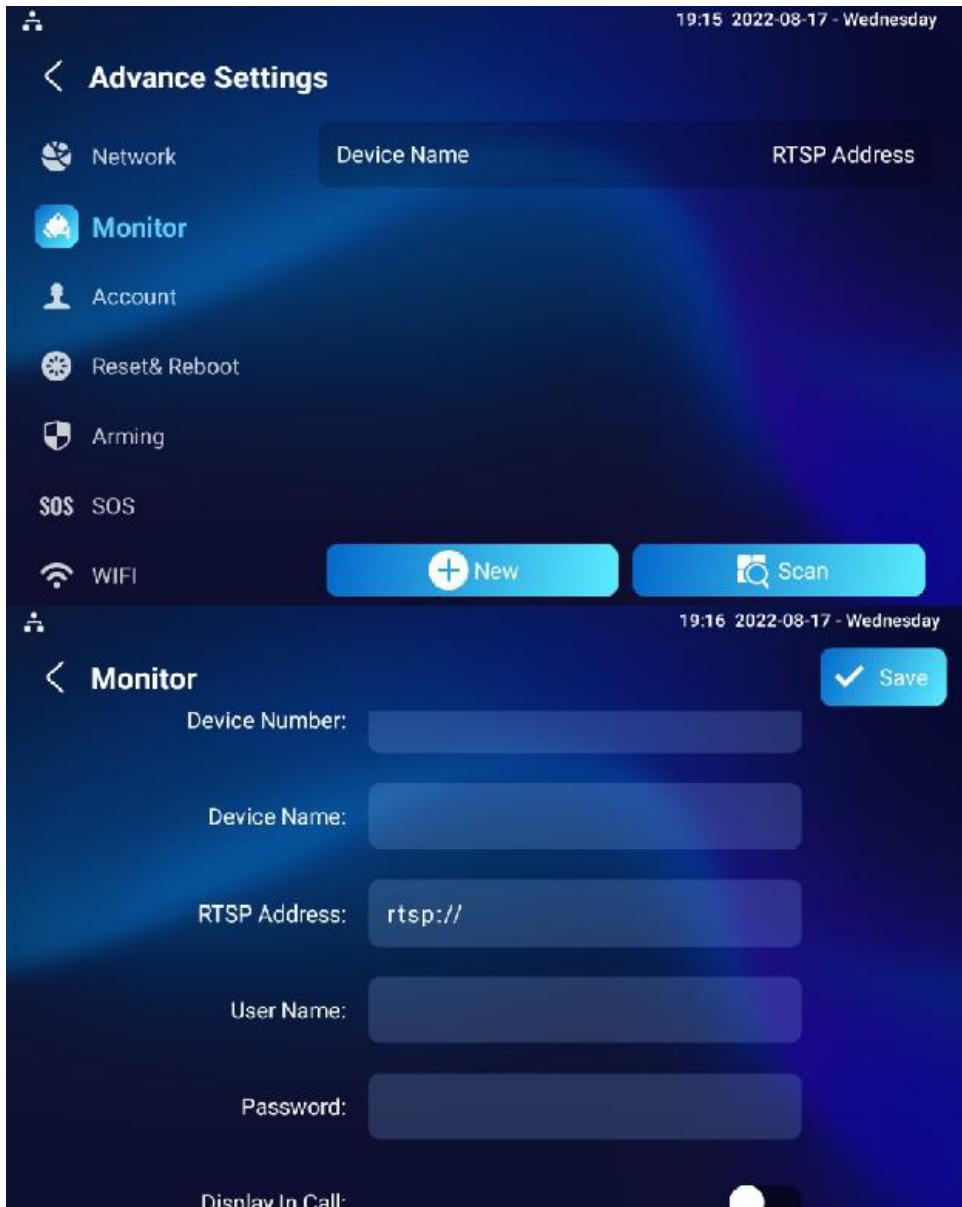 19:15 2022-08-17 - Wednesday
Advance Settings
Network
Device Name RTSP Address
Monitor
Account
Reset& Reboot
Arming
SOS SOS
WIFI
New Scan
19:16 2022-08-17 - Wednesday
Monitor
Save
Device Number:
Device Name:
RTSP Address: rtsp://
User Name:
Password:
Display In Call: